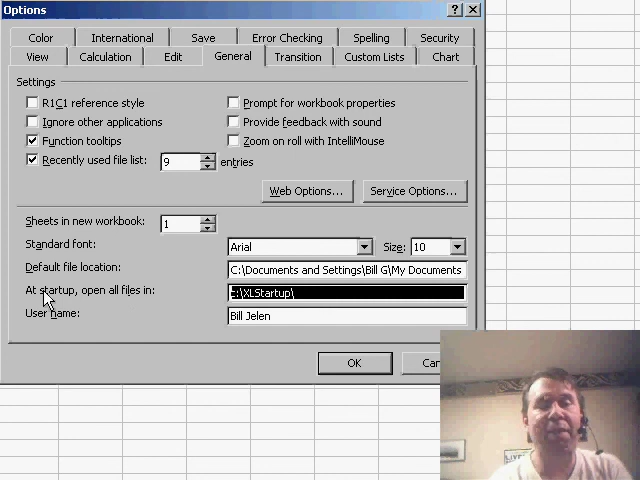 Options
Color International Save Error Checking Spelling Security
View Calculation Edit General Transition Custom Lists Chart
Settings
R1C1 reference style Prompt for workbook properties
Ignore other applications Provide feedback with sound
Function tooltips Zoom on roll with IntelliMouse
Recently used file list: 9 entries
Web Options... Service Options...
Sheets in new workbook: 1
Standard font: Arial Size: 10
Default file location: C:\Documents and Settings\Bill G\My Documents
At startup, open all files in: c:\XLStartup\
User name: Bill Jelen
OK Can